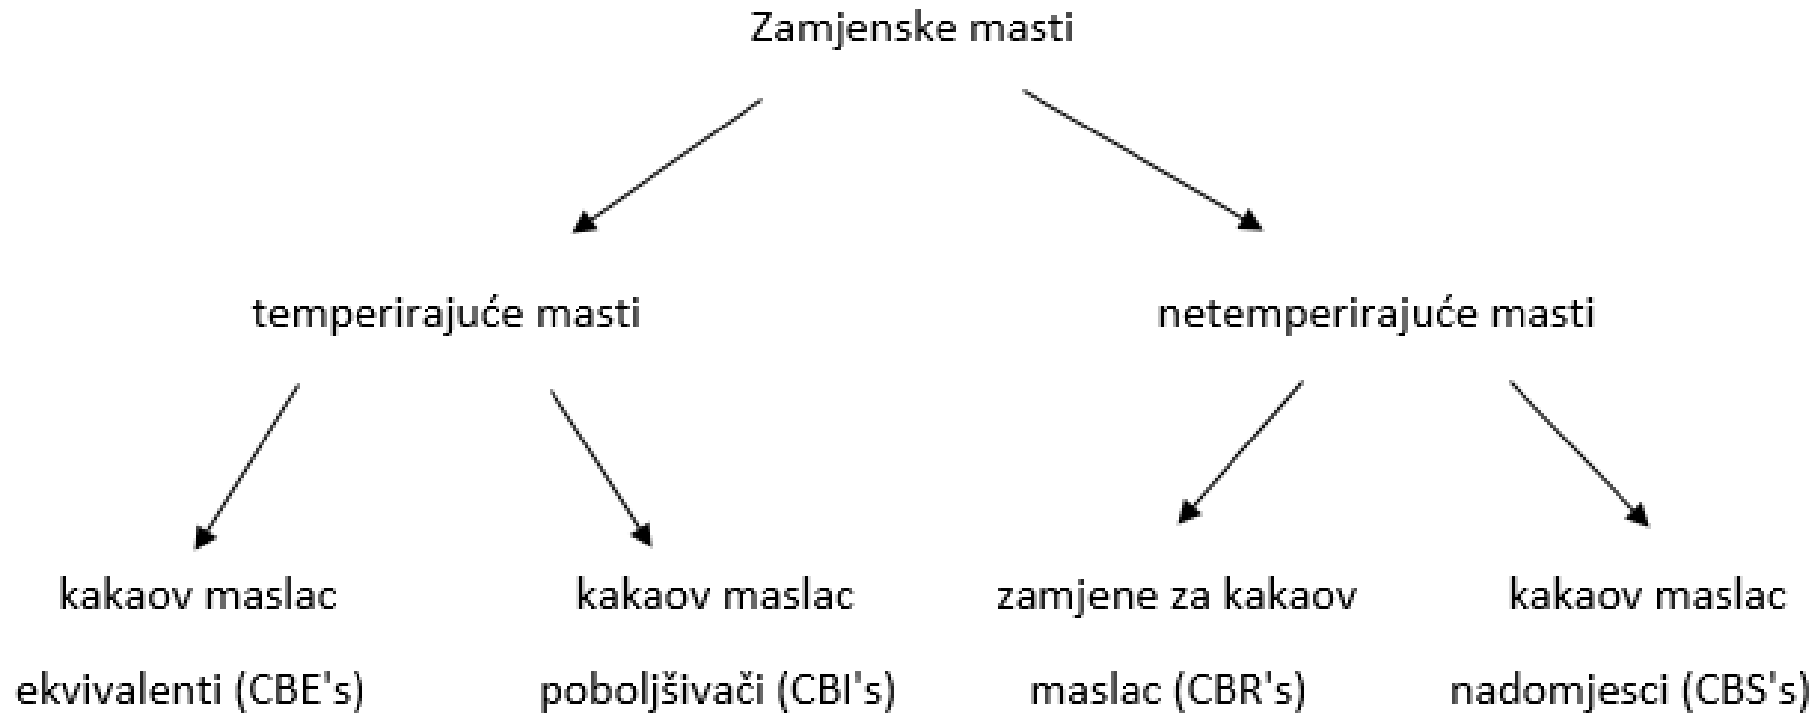 Zamjenske masti
temperirajuće masti
netemperirajuće masti
kakaov maslac
ekvivalenti (CBE's)
kakaov maslac
poboljšivači (CBI's)
zamjene za kakaov
maslac (CBR's)
kakaov maslac
nadomjesci (CBS's)